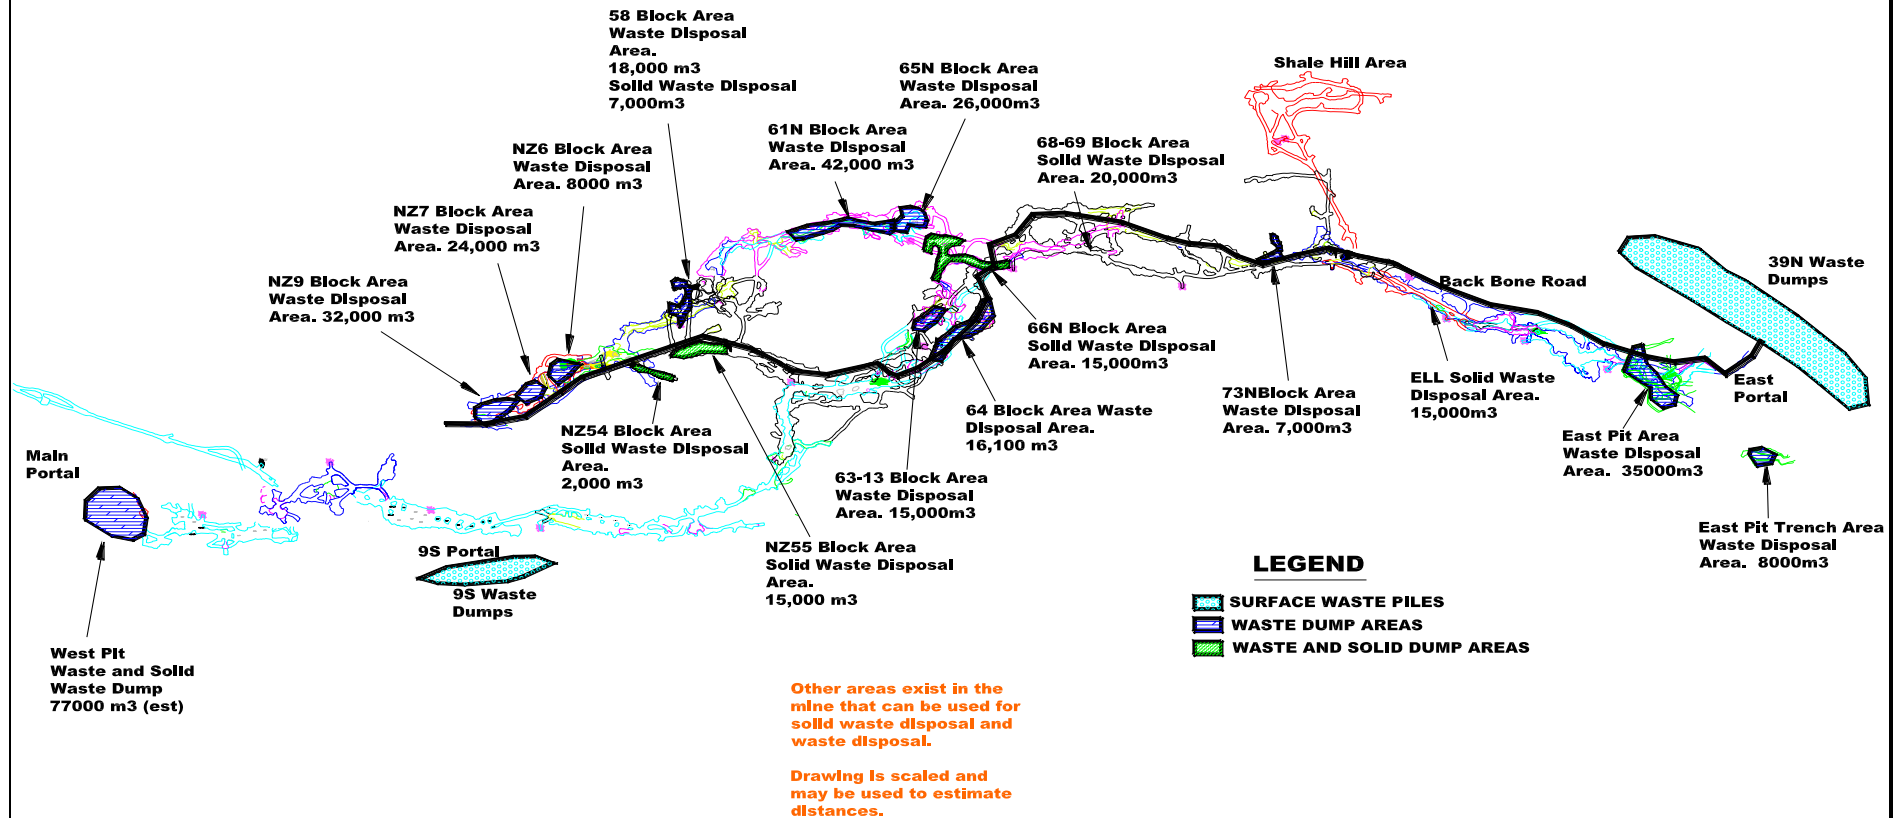 58 Block Area
Waste Disposal
Area.
18,000 m3
Solid Waste Disposal
7,000m3
65N Block Area
Waste Disposal
Area. 26,000m3
Shale Hill Area
61N Block Area
Waste Disposal
Area. 42,000 m3
68-69 Block Area
Solid Waste Disposal
Area. 20,000m3
NZ6 Block Area
Waste Disposal
Area. 8000 m3
NZ7 Block Area
Waste Disposal
Area. 24,000 m3
NZ9 Block Area
Waste Disposal
Area. 32,000 m3
39N Waste
Dumps
Back Bone Road
66N Block Area
Solid Waste Disposal
Area. 15,000m3
73NBlock Area
Waste Disposal
Area. 7,000m3
ELL Solid Waste
Disposal Area.
15,000m3
East
Portal
64 Block Area Waste
Disposal Area.
16,100 m3
East Pit Area
Waste Disposal
Area.  35000m3
NZ54 Block Area
Solid Waste Disposal
Area.
2,000 m3
Main
Portal
63-13 Block Area
Waste Disposal
Area. 15,000m3
East Pit Trench Area
Waste Disposal
Area.  8000m3
NZ55 Block Area
Solid Waste Disposal
Area.
15,000 m3
9S Portal
9S Waste
Dumps
West Pit
Waste and Solid
Waste Dump
77000 m3 (est)
LEGEND
SURFACE WASTE PILES
WASTE DUMP AREAS
WASTE AND SOLID DUMP AREAS
Other areas exist in the
mine that can be used for
solid waste disposal and
waste disposal.
Drawing is scaled and
may be used to estimate
distances.